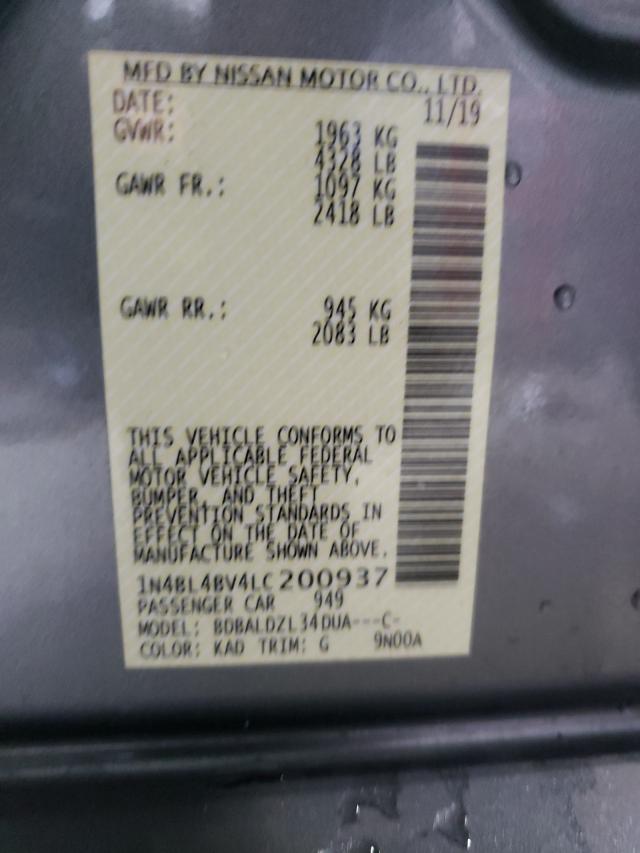 MFD BY NISSAN MOTOR CO., LTD.
DATE: 11/19
GVWR: 1963 KG
4328 LB
GAWR FR.: 1097 KG
2418 LB
GAWR RR.: 945 KG
2083 LB
THIS VEHICLE CONFORMS TO
ALL APPLICABLE FEDERAL
MOTOR VEHICLE SAFETY,
BUMPER, AND THEFT
PREVENTION STANDARDS IN
EFFECT ON THE DATE OF
MANUFACTURE SHOWN ABOVE.
1N4BL4BV4LC200937
PASSENGER CAR 949
MODEL: BDBALDZL34DUA---C-
COLOR: KAD TRIM: G 9N00A